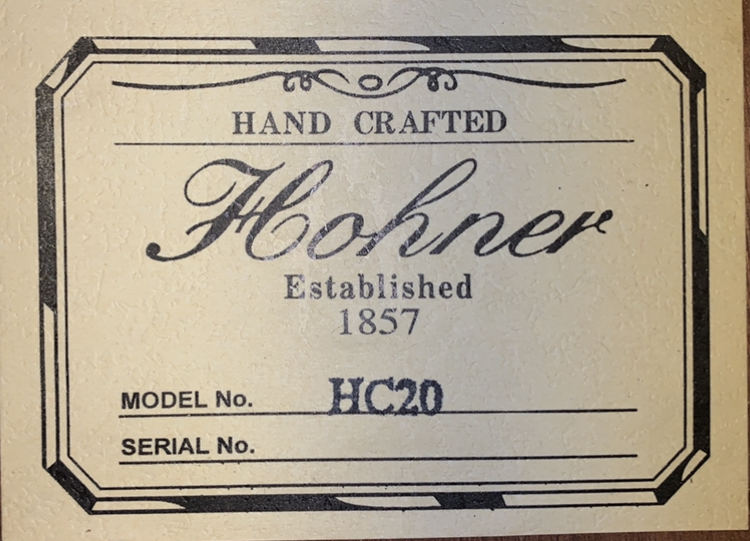 HAND CRAFTED
Hohner
Established
1857
MODEL No. HC20
SERIAL No.